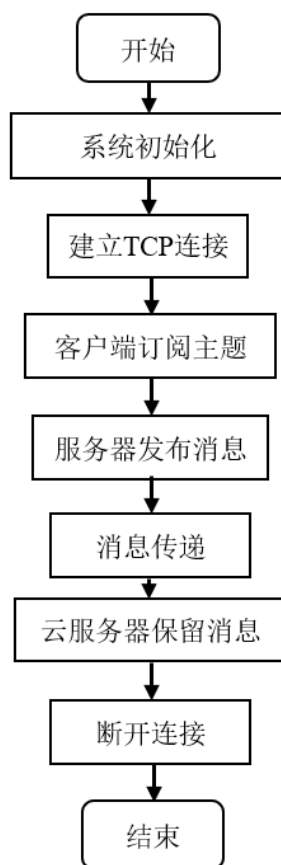 开始
系统初始化
建立TCP连接
客户端订阅主题
服务器发布消息
消息传递
云服务器保留消息
断开连接
结束